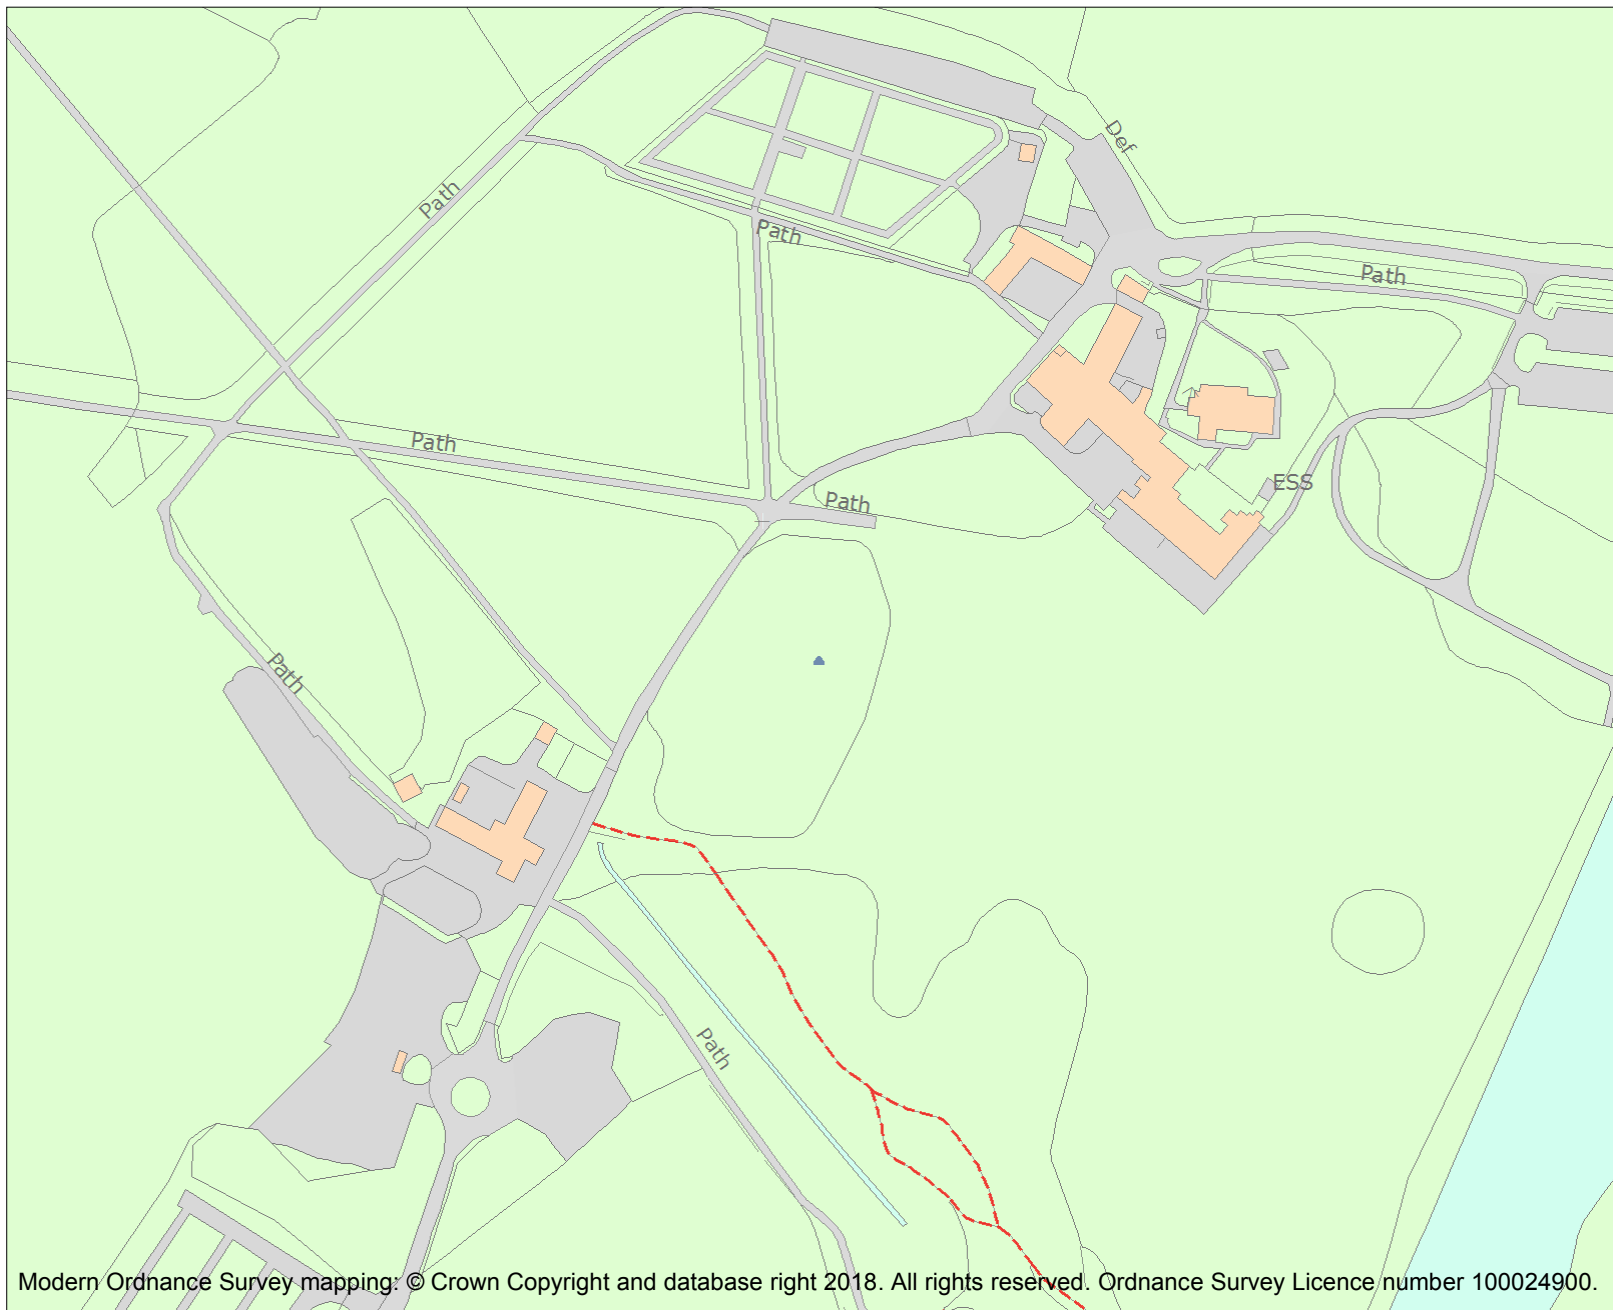 Def
Path
Path
Path
Path
Path
ESS
Path
Path
Modern Ordnance Survey mapping: © Crown Copyright and database right 2018. All rights reserved. Ordnance Survey Licence number 100024900.